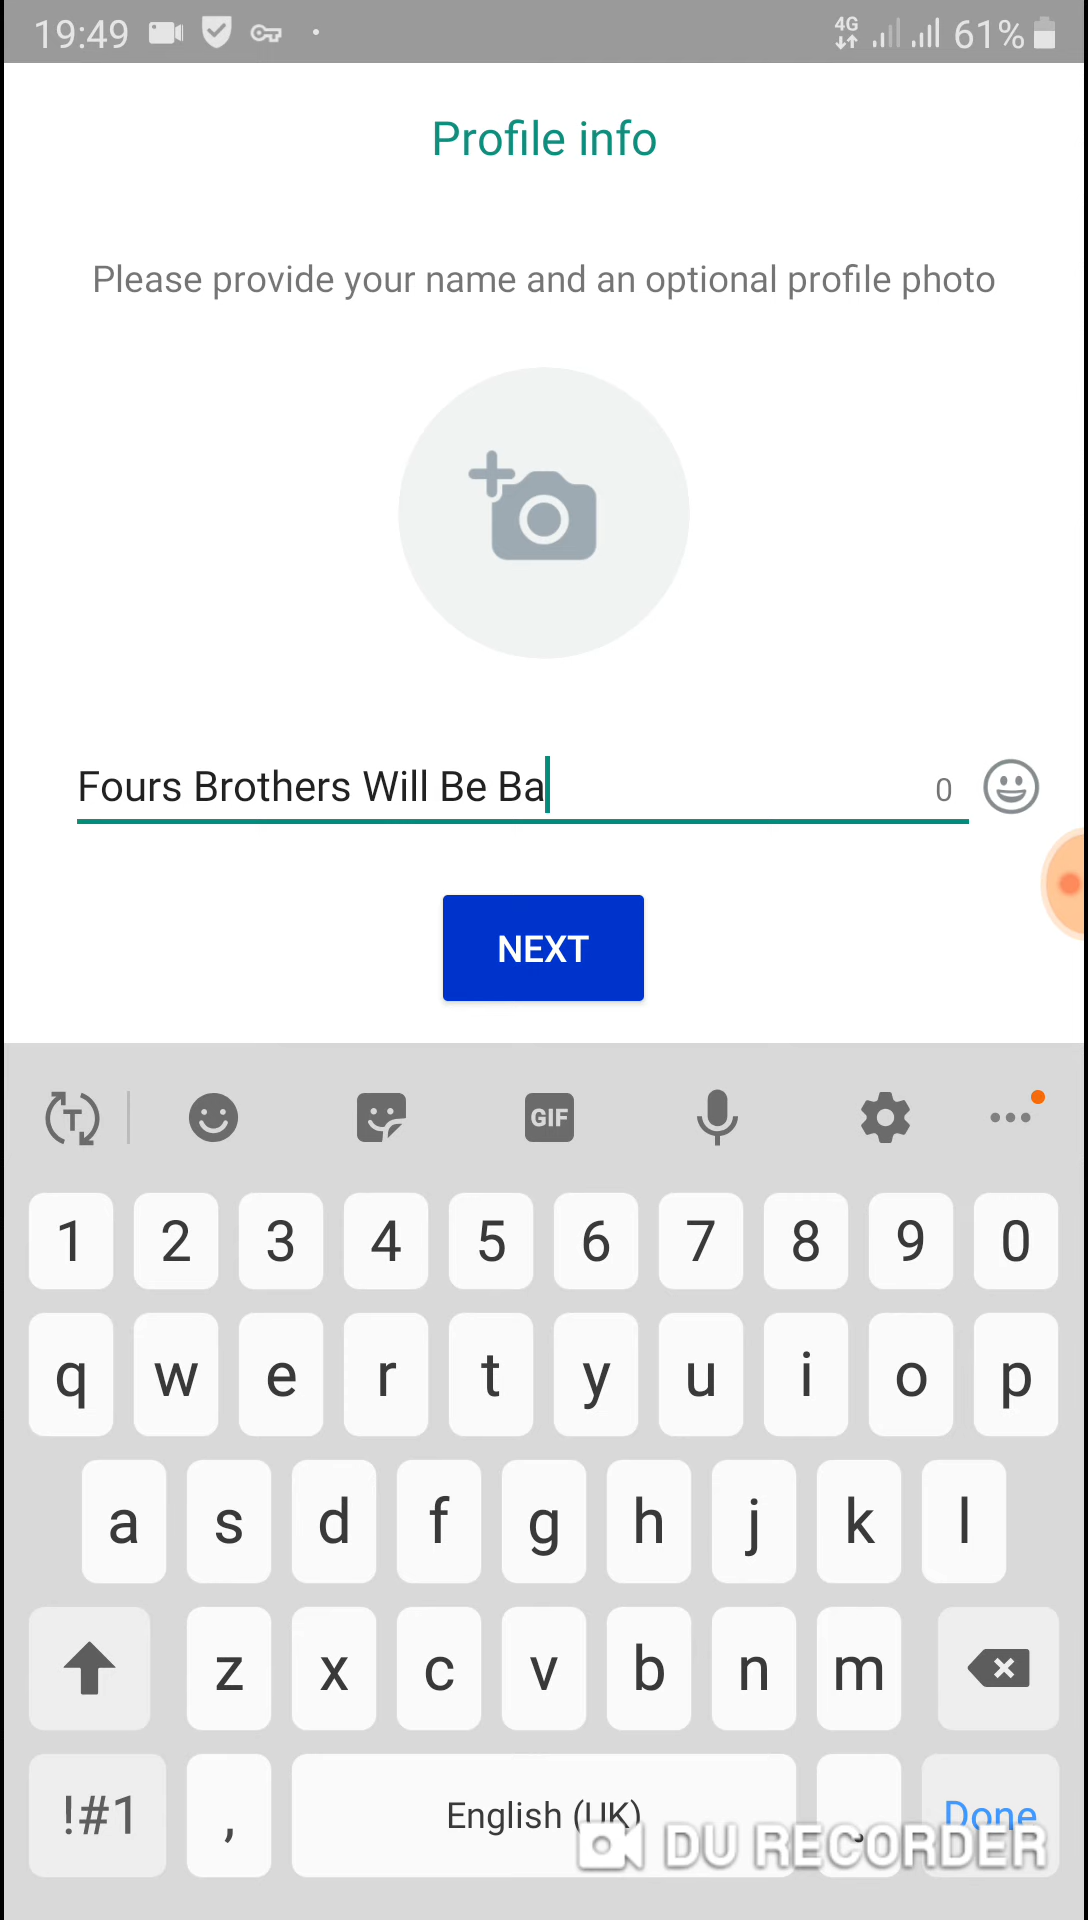 19:49
4G 61%
Profile info
Please provide your name and an optional profile photo
Fours Brothers Will Be Ba 0
NEXT
T GIF
1 2 3 4 5 6 7 8 9 0
q w e r t y u i o p
a s d f g h j k l
z x c v b n m
!#1 , English (UK) . Done
DU RECORDER